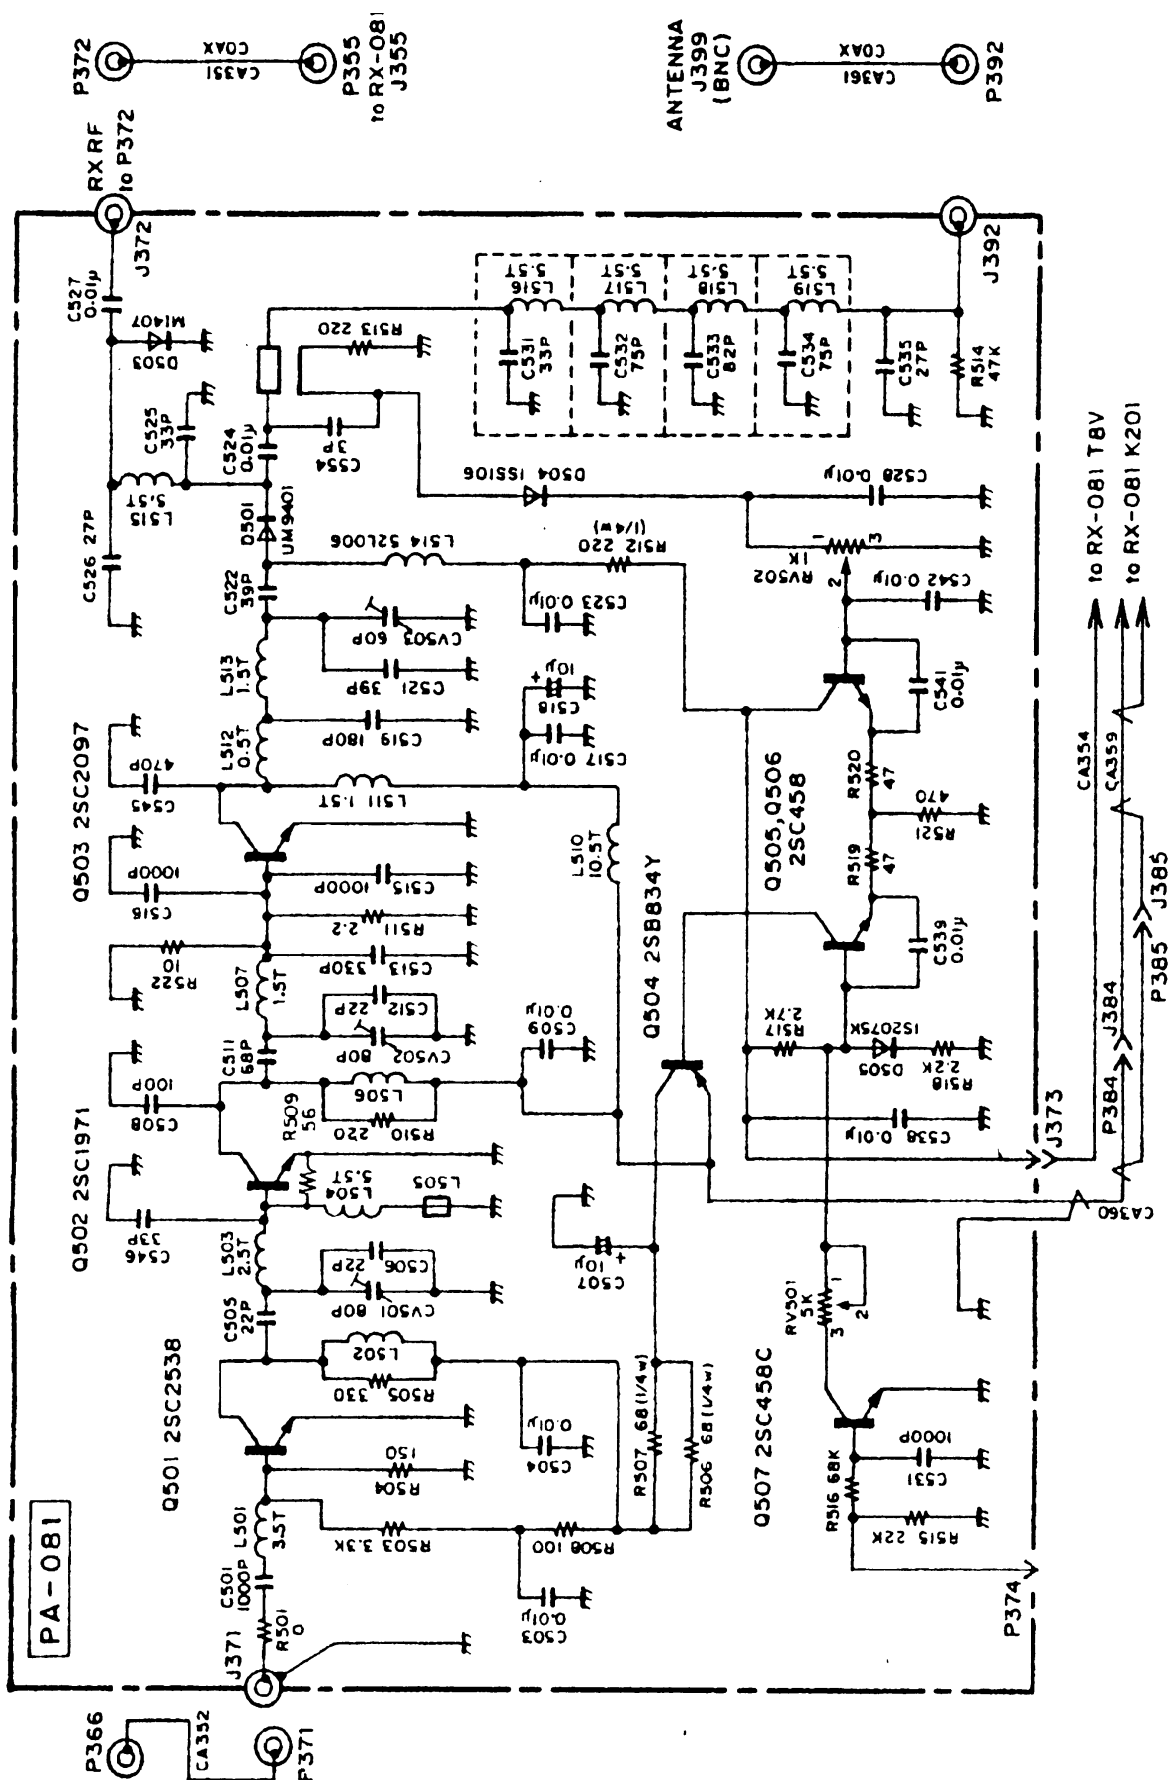 PA-081
P366
CA352
P371
J371
R501
0
C501
1000P
L501
3.5T
Q501 2SC2538
R504
150
R503 3.3K
C503
0.01μ
R508 100
C504
0.01μ
R505
330
L502
C505
22P
CV501
80P
C506
22P
L503
2.5T
C546
33P
Q502 2SC1971
L504
5.5T
L505
R509
56
C508
100P
R510
220
L506
C509
0.01μ
C511
68P
CV502
80P
C512
22P
L507
1.5T
R522
10
C513
330P
R511
2.2
C516
1000P
C515
1000P
Q503 2SC2097
C545
470P
L511 1.5T
L510
10.5T
L512
0.5T
C519 180P
C517 0.01μ
C518
10μ
+
L513
1.5T
C521
39P
CV503
60P
C522
39P
L514 S2L006
C523 0.01μ
R512 220
(1/4W)
D501
UM9401
C526 27P
L515
5.5T
C525
33P
C524
0.01μ
C554
3P
D503
MI407
C527
0.01μ
J372
RX RF
to P372
R513 220
D504 ISS106
C531
33P
L516
5.5T
C532
75P
L517
5.5T
C533
82P
L518
5.5T
C534
75P
L519
5.5T
C535
27P
R514
47K
J392
C528 0.01μ
RV502
1K
1
2
3
C542 0.01μ
C541
0.01μ
Q505,Q506
2SC458
R520
47
R521
470
R519
47
C539
0.01μ
Q504 2SB834Y
R517
2.7K
D505
IS2075K
R518
2.2K
C538 0.01μ
C507
10μ
+
R507 68(1/4W)
R506 68(1/4W)
RV501
5K
1
2
3
Q507 2SC458C
C531
1000P
R516 68K
R515 22K
P374
J373
CA360
P384
J384
P385
J385
CA354
CA359
to RX-081 T8V
to RX-081 K201
P372
CA351
COAX
P355
to RX-081
J355
ANTENNA
J399
(BNC)
CA361
COAX
P392